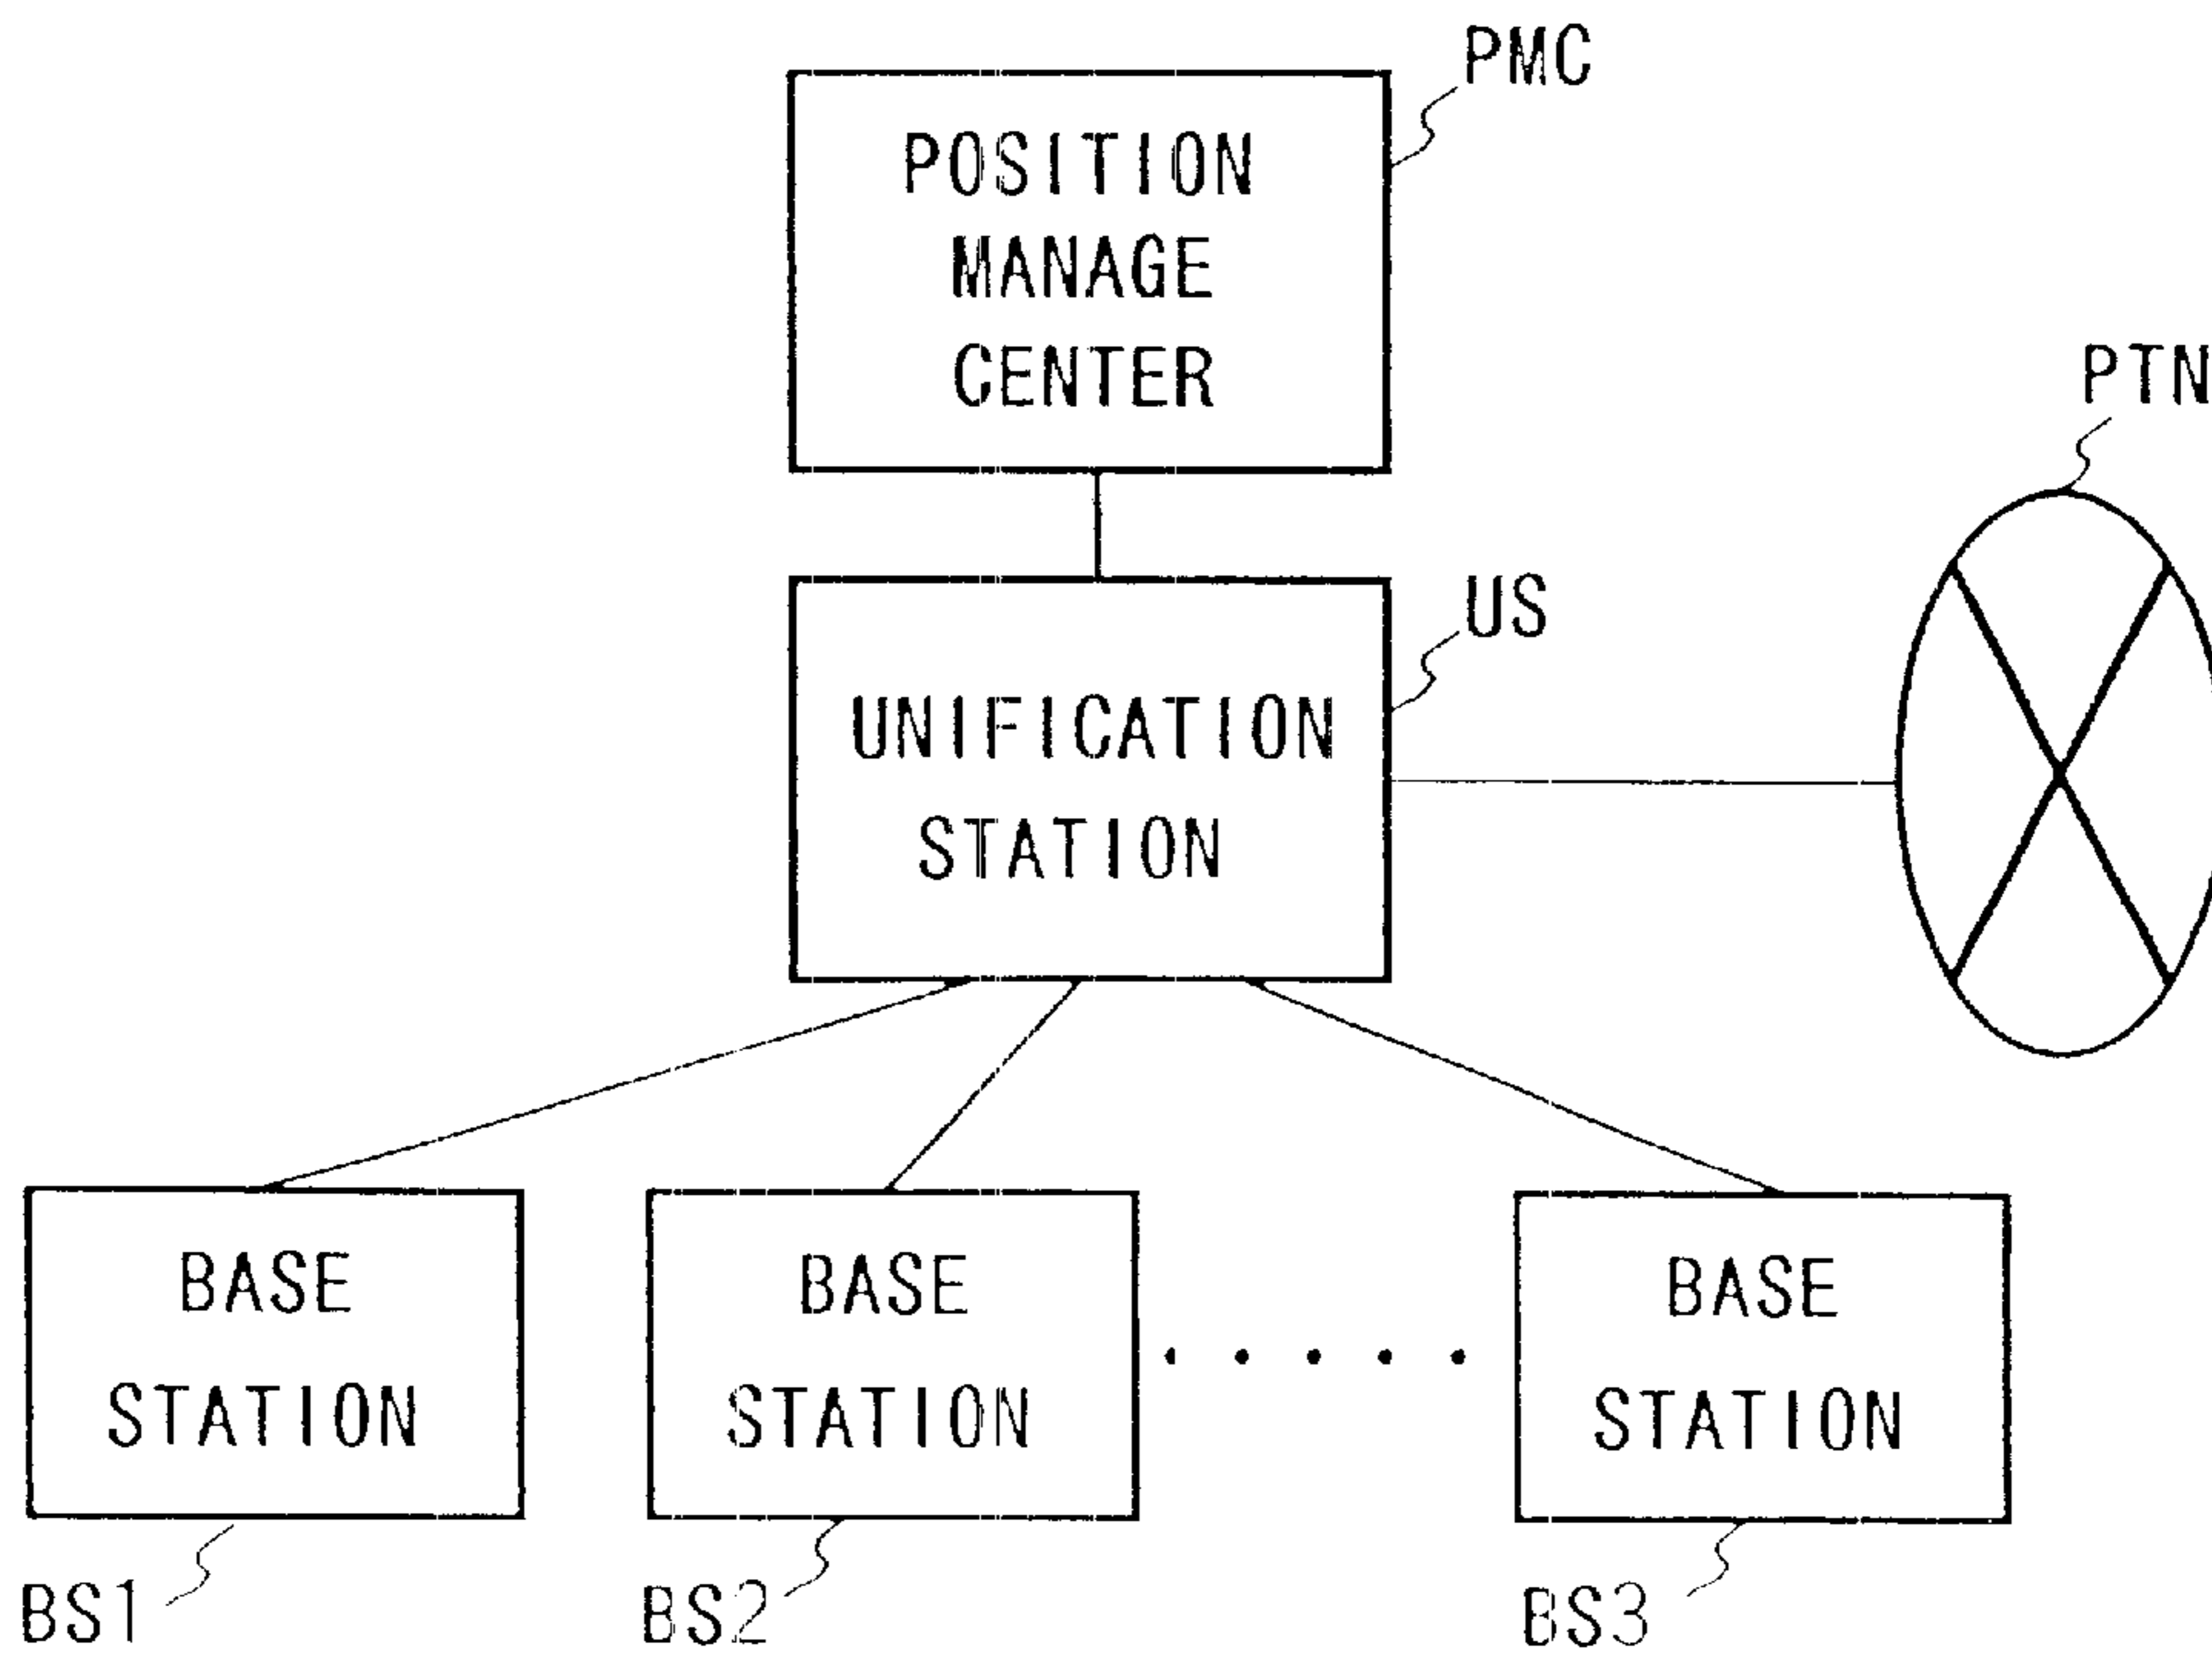 PMC
POSITION
MANAGE
CENTER
PTN
US
UNIFICATION
STATION
BASE
STATION
BASE
STATION
BASE
STATION
BS1
BS2
BS3